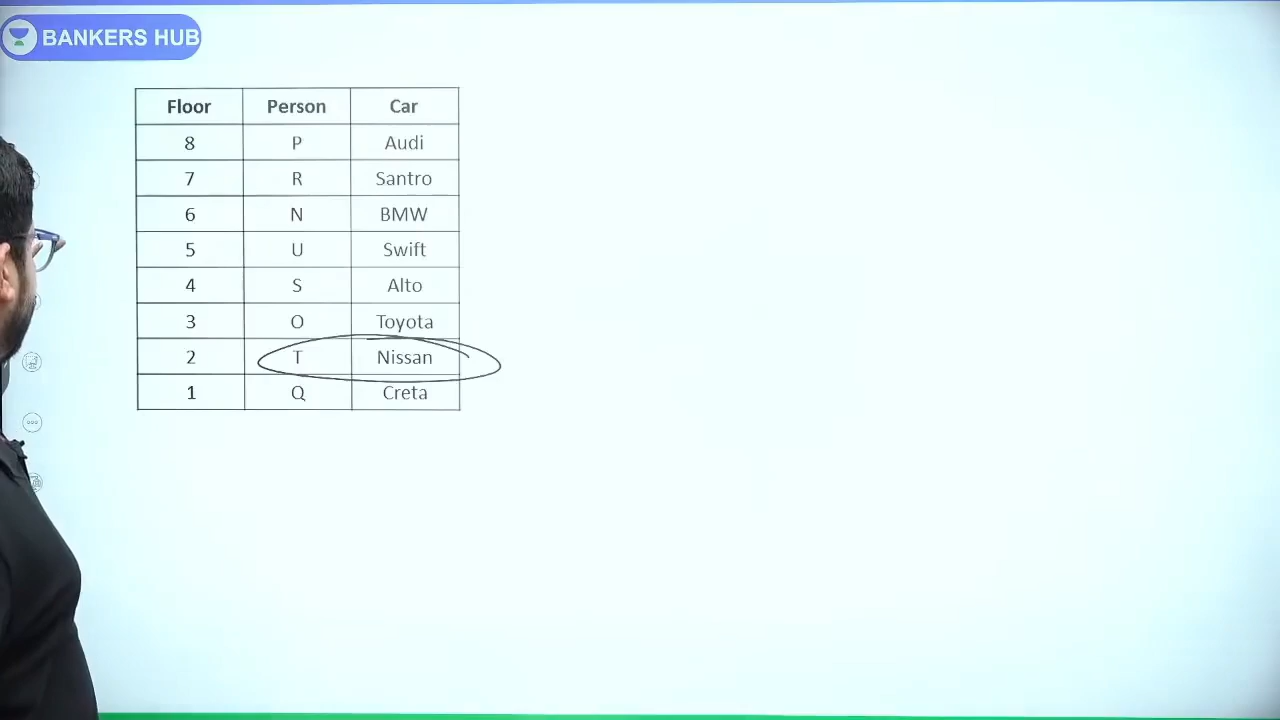 BANKERS HUB
Floor Person Car
8 P Audi
7 R Santro
6 N BMW
5 U Swift
4 S Alto
3 O Toyota
2 T Nissan
1 Q Creta